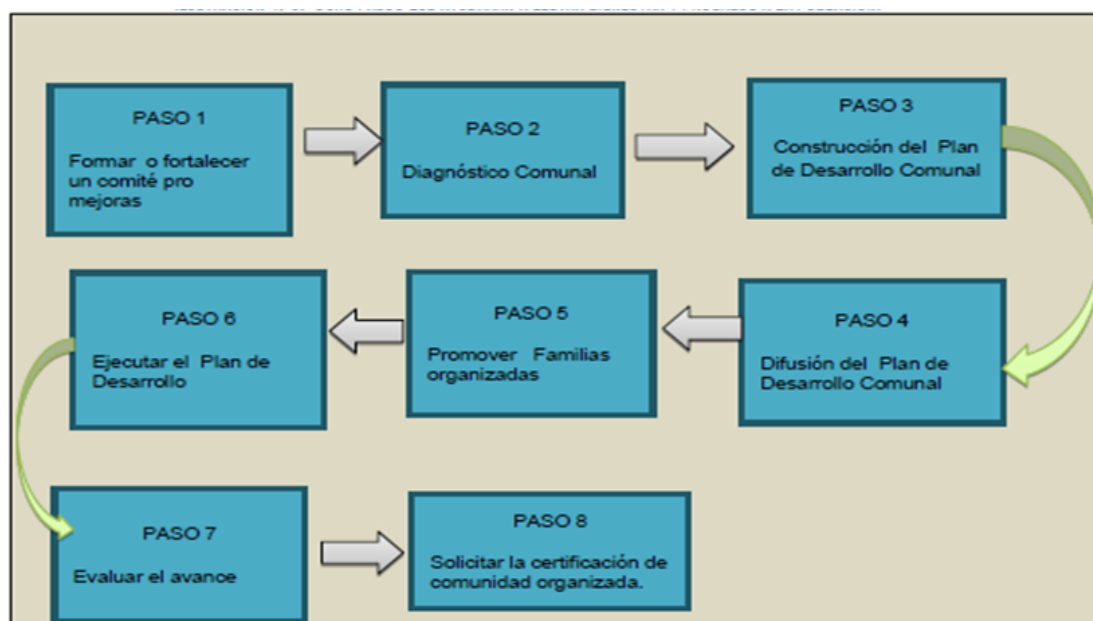 PASO 1
Formar o fortalecer
un comité pro
mejoras
PASO 2
Diagnóstico Comunal
PASO 3
Construcción del Plan
de Desarrollo Comunal
PASO 4
Difusión del Plan de
Desarrollo Comunal
PASO 5
Promover Familias
organizadas
PASO 6
Ejecutar el Plan de
Desarrollo
PASO 7
Evaluar el avance
PASO 8
Solicitar la certificación de
comunidad organizada.